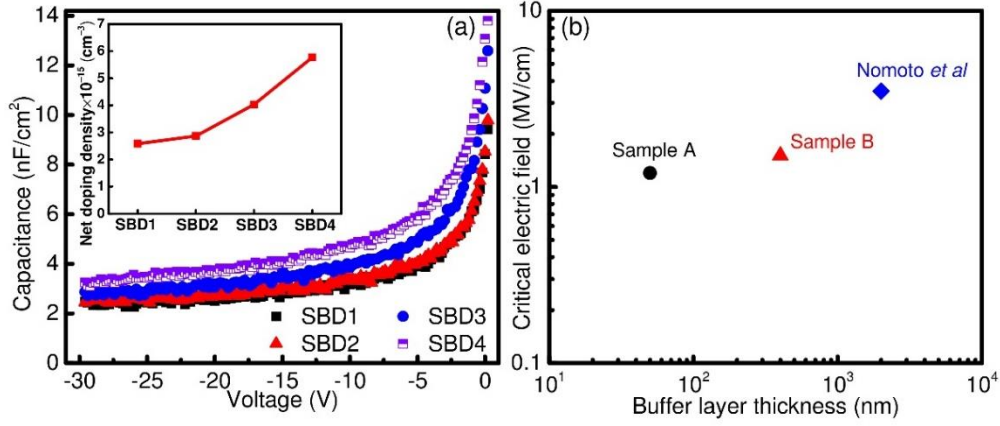 (a)
14
12
10
8
6
4
2
0
Capacitance (nF/cm²)
-30 -25 -20 -15 -10 -5 0
Voltage (V)
7
6
5
4
3
2
1
0
Net doping density×10⁻¹⁵ (cm⁻³)
SBD1 SBD2 SBD3 SBD4
SBD1 SBD3
SBD2 SBD4
(b)
10
1
0.1
Critical electric field (MV/cm)
Nomoto et al
Sample A
Sample B
10¹ 10² 10³ 10⁴
Buffer layer thickness (nm)